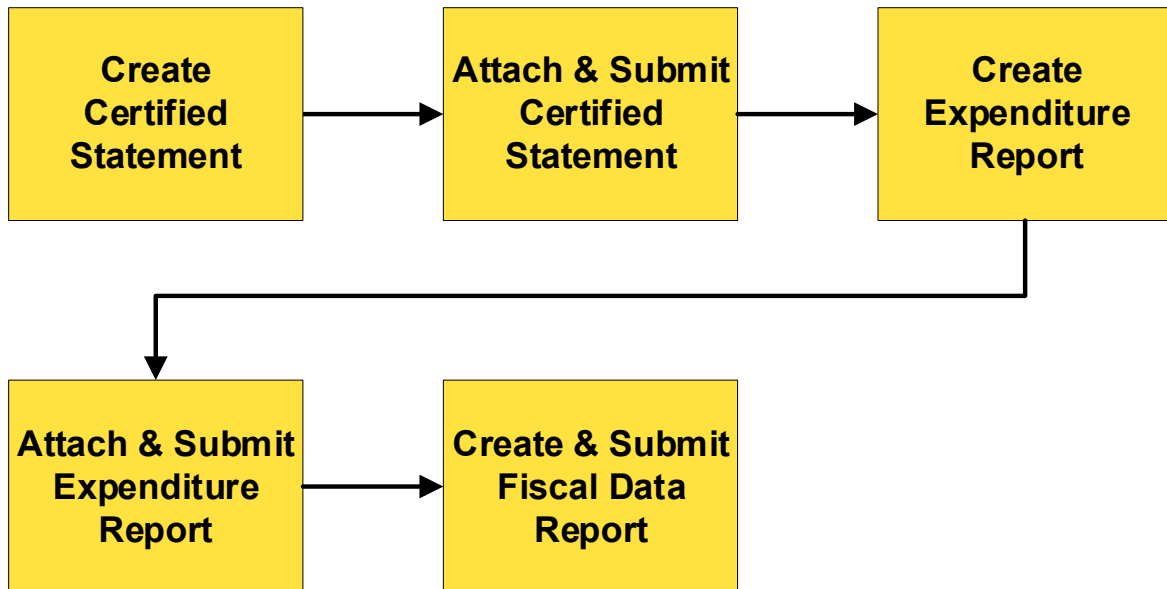 Create
Certified
Statement
Attach & Submit
Certified
Statement
Create
Expenditure
Report
Attach & Submit
Expenditure
Report
Create & Submit
Fiscal Data
Report